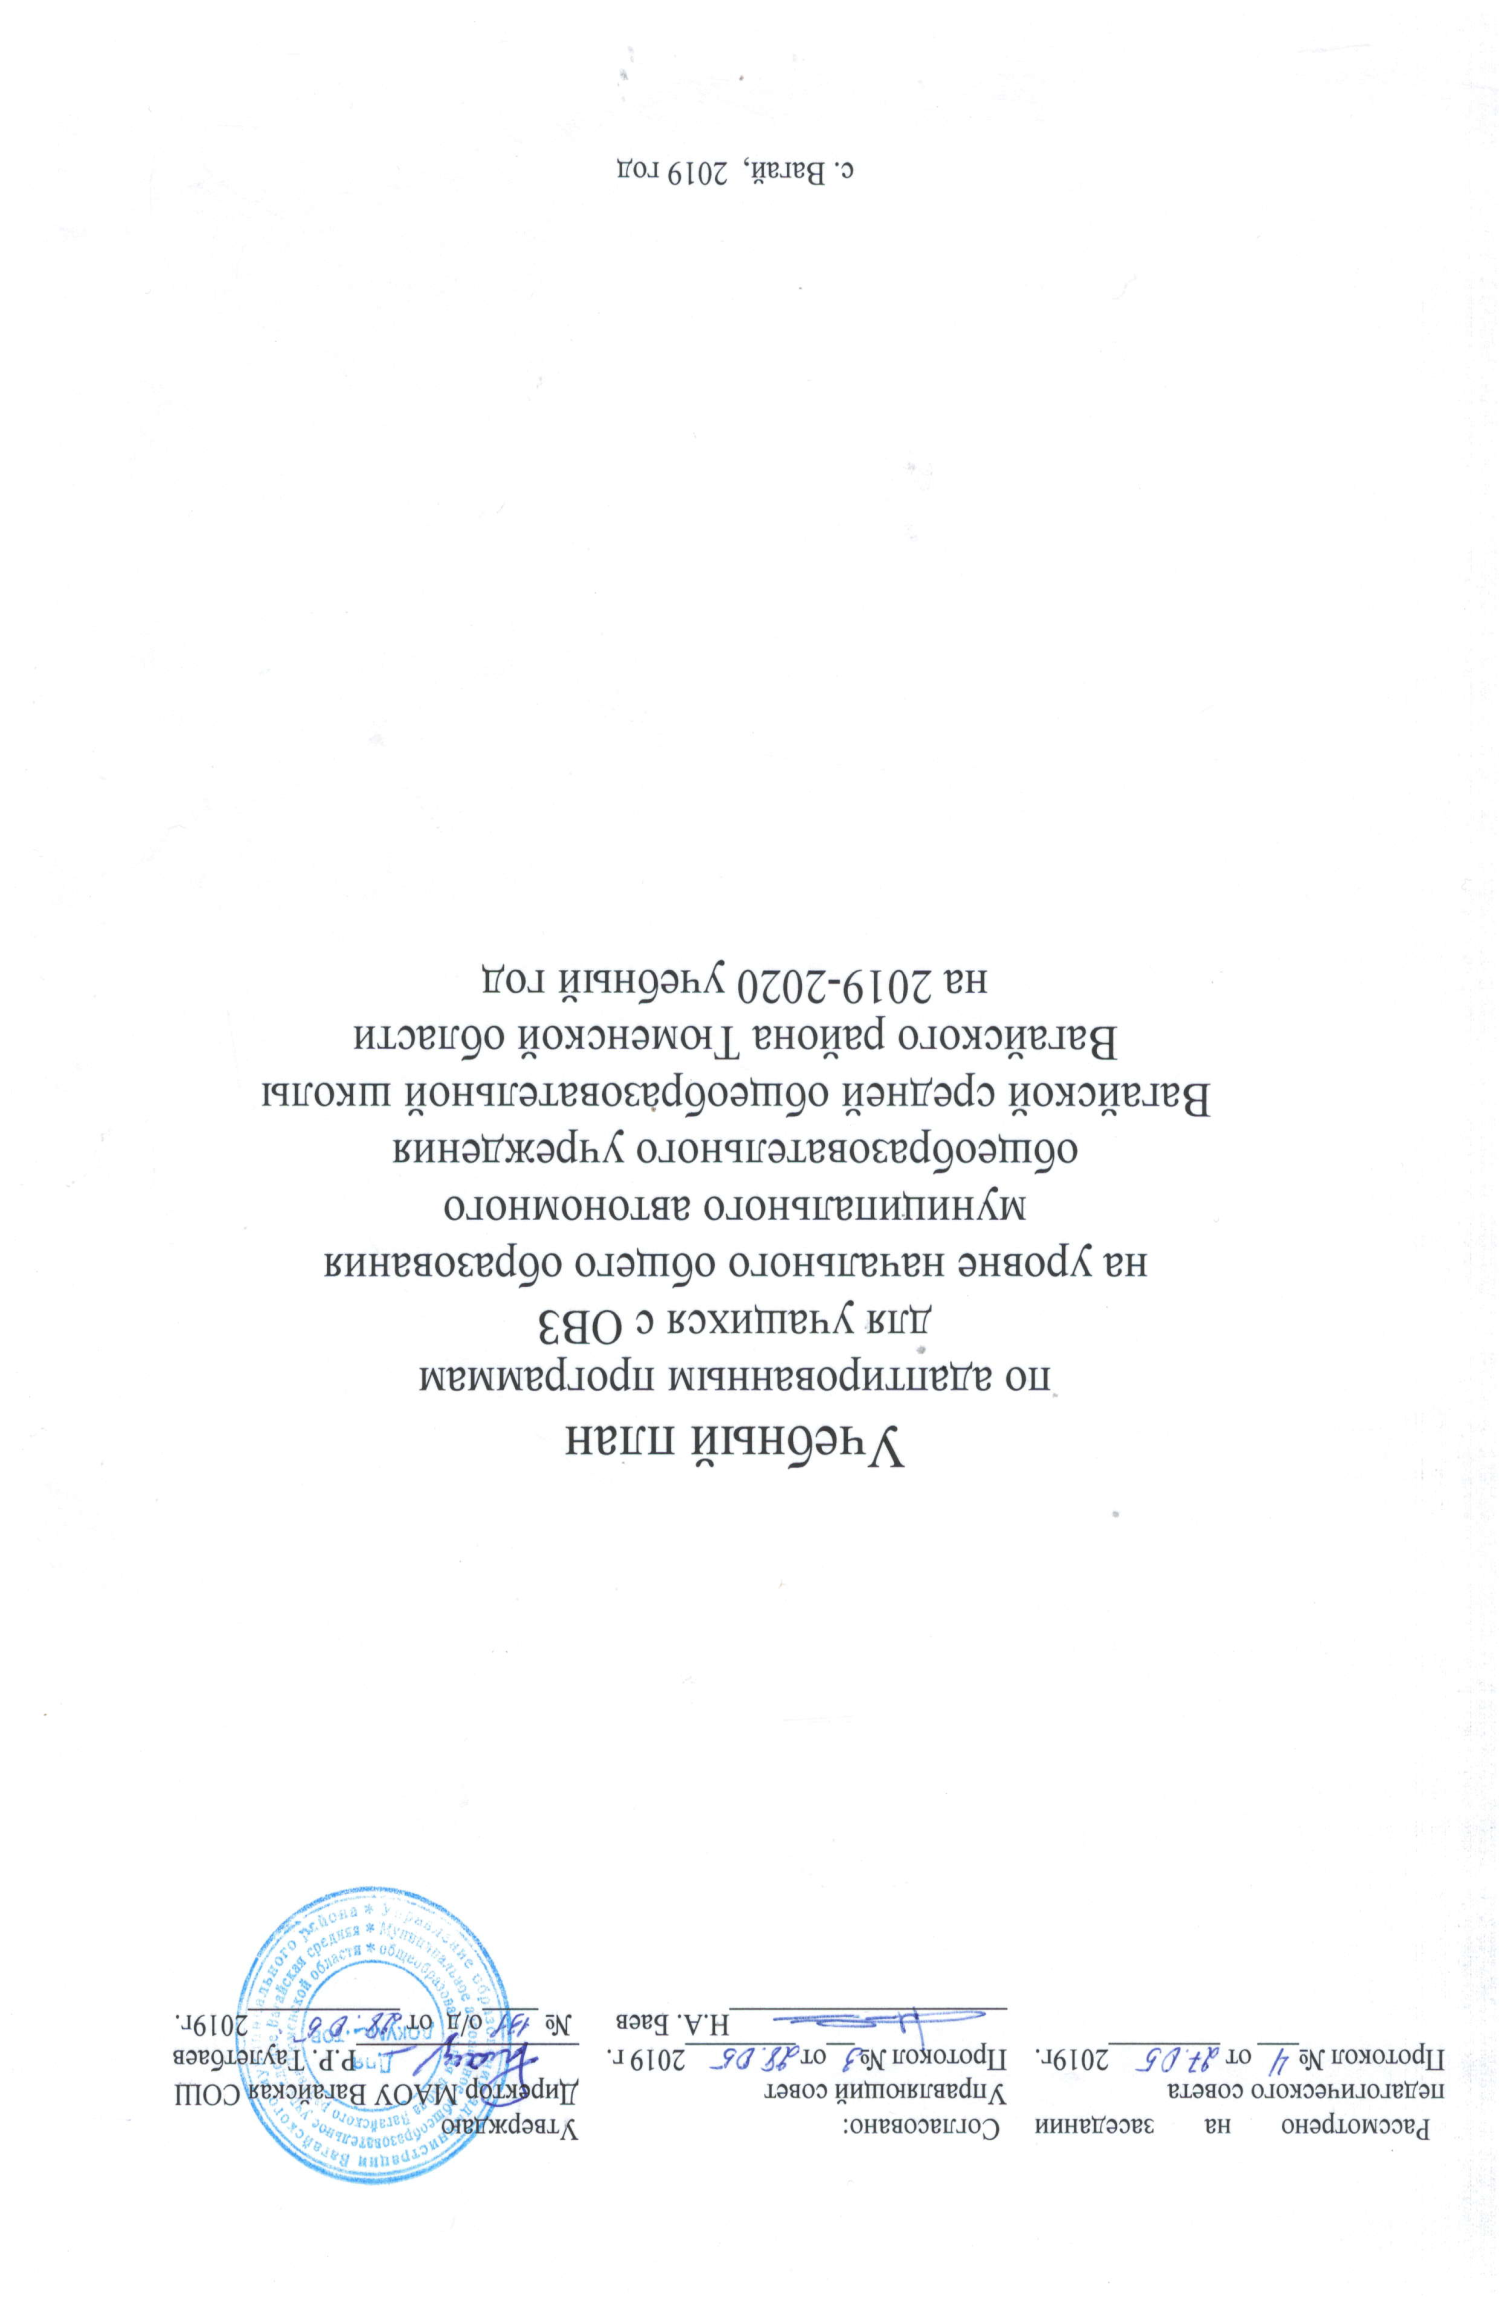 Рассмотрено на заседании
педагогического совета
Протокол № 4 от 27 05 2019г.
Согласовано:
Управляющий совет
Протокол № 3 от 28.05 2019 г.
Н.А. Баев
Утверждаю
Директор МАОУ Вагайская СОШ
Р.Р. Таулетбаев
№ о/д от 28. 2019г.
Для
Учебный план
по адаптированным программам
для учащихся с ОВЗ
на уровне начального общего образования
муниципального автономного
общеобразовательного учреждения
Вагайской средней общеобразовательной школы
Вагайского района Тюменской области
на 2019-2020 учебный год
с. Вагай, 2019 год